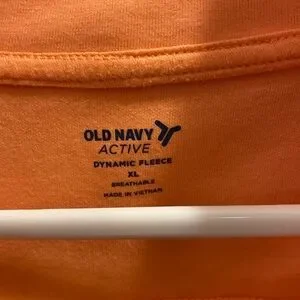 OLD NAVY
ACTIVE
DYNAMIC FLEECE
XL
BREATHABLE
MADE IN VIETNAM